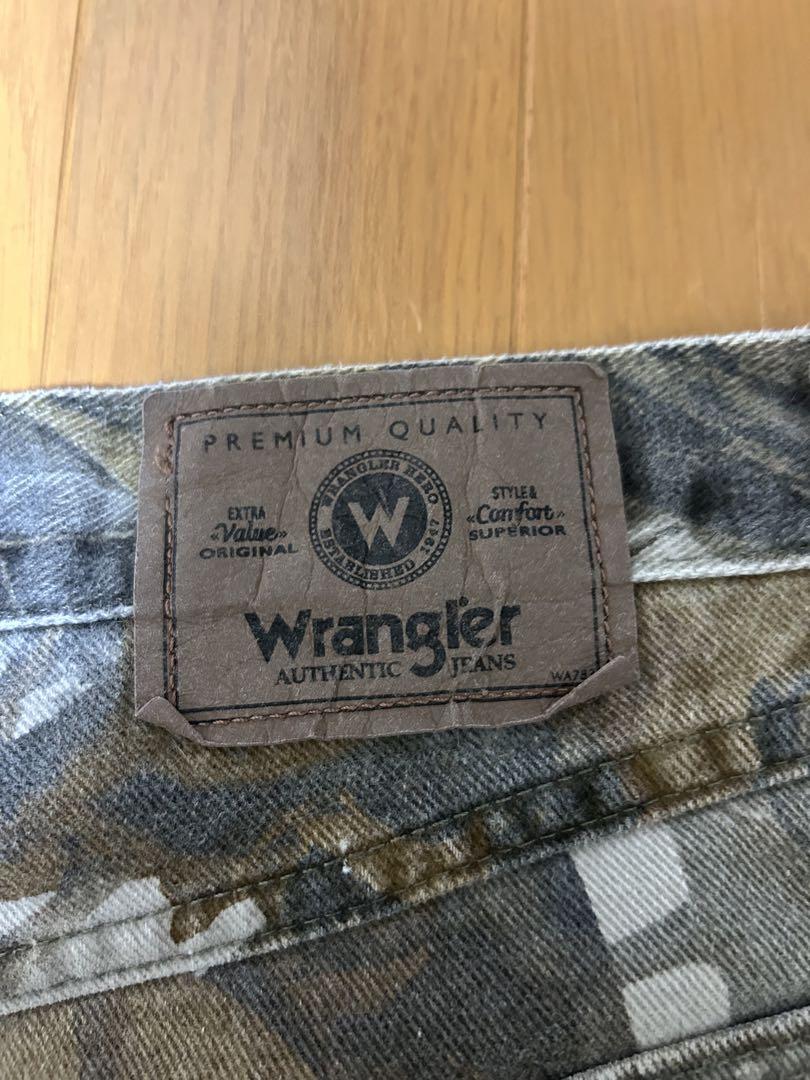 PREMIUM QUALITY
WRANGLER HERO
W
ESTABLISHED 1947
EXTRA
«Value»
ORIGINAL
STYLE &
«Comfort»
SUPERIOR
Wrangler
AUTHENTIC JEANS